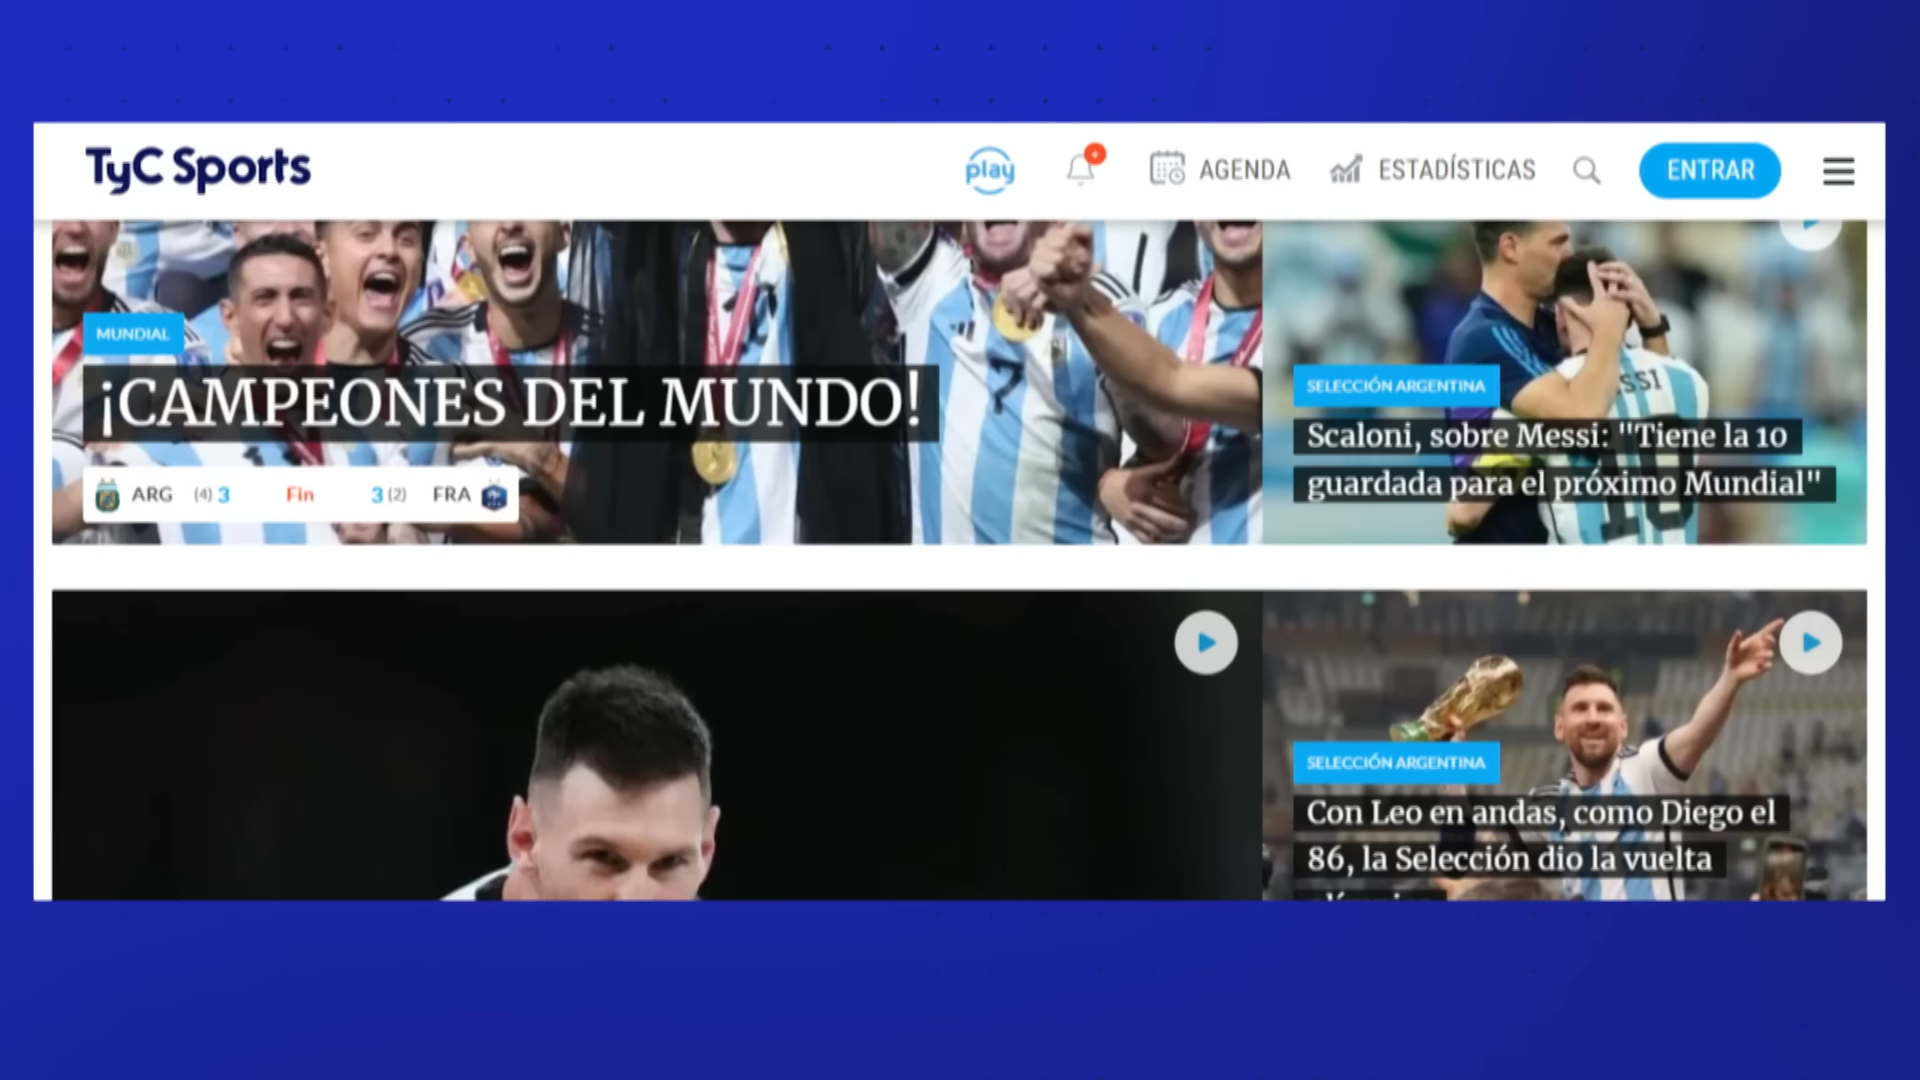 TyC Sports
play
AGENDA
ESTADÍSTICAS
ENTRAR
MUNDIAL
¡CAMPEONES DEL MUNDO!
ARG (4) 3 Fin 3 (2) FRA
7
SELECCIÓN ARGENTINA
Scaloni, sobre Messi: "Tiene la 10
guardada para el próximo Mundial"
10
SELECCIÓN ARGENTINA
Con Leo en andas, como Diego el
86, la Selección dio la vuelta